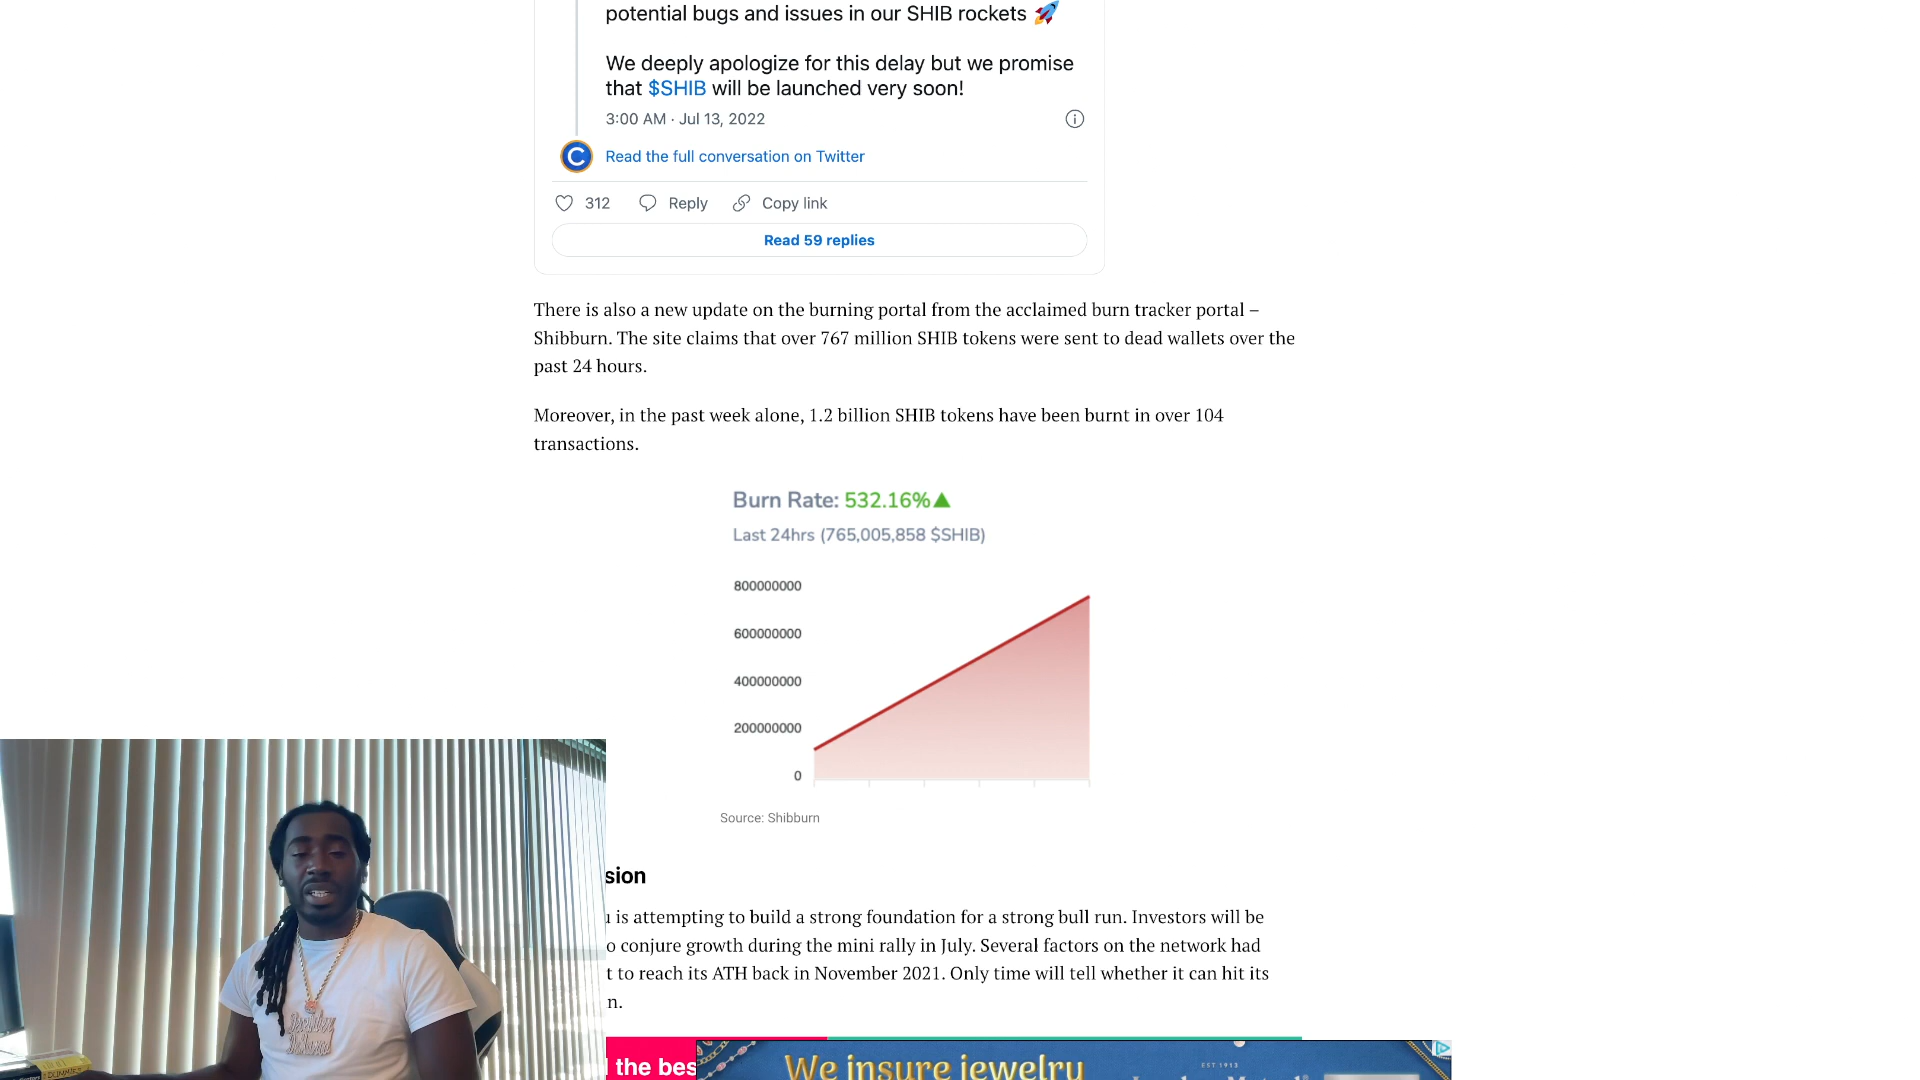 potential bugs and issues in our SHIB rockets 🚀
We deeply apologize for this delay but we promise
that $SHIB will be launched very soon!
3:00 AM · Jul 13, 2022
C
Read the full conversation on Twitter
312
Reply
Copy link
Read 59 replies
There is also a new update on the burning portal from the acclaimed burn tracker portal –
Shibburn. The site claims that over 767 million SHIB tokens were sent to dead wallets over the
past 24 hours.
Moreover, in the past week alone, 1.2 billion SHIB tokens have been burnt in over 104
transactions.
Burn Rate: 532.16%▲
Last 24hrs (765,005,858 $SHIB)
800000000
600000000
400000000
200000000
0
Source: Shibburn
sion
is attempting to build a strong foundation for a strong bull run. Investors will be
o conjure growth during the mini rally in July. Several factors on the network had
t to reach its ATH back in November 2021. Only time will tell whether it can hit its
n.
the bes
We insure jewelry
EST. 1913